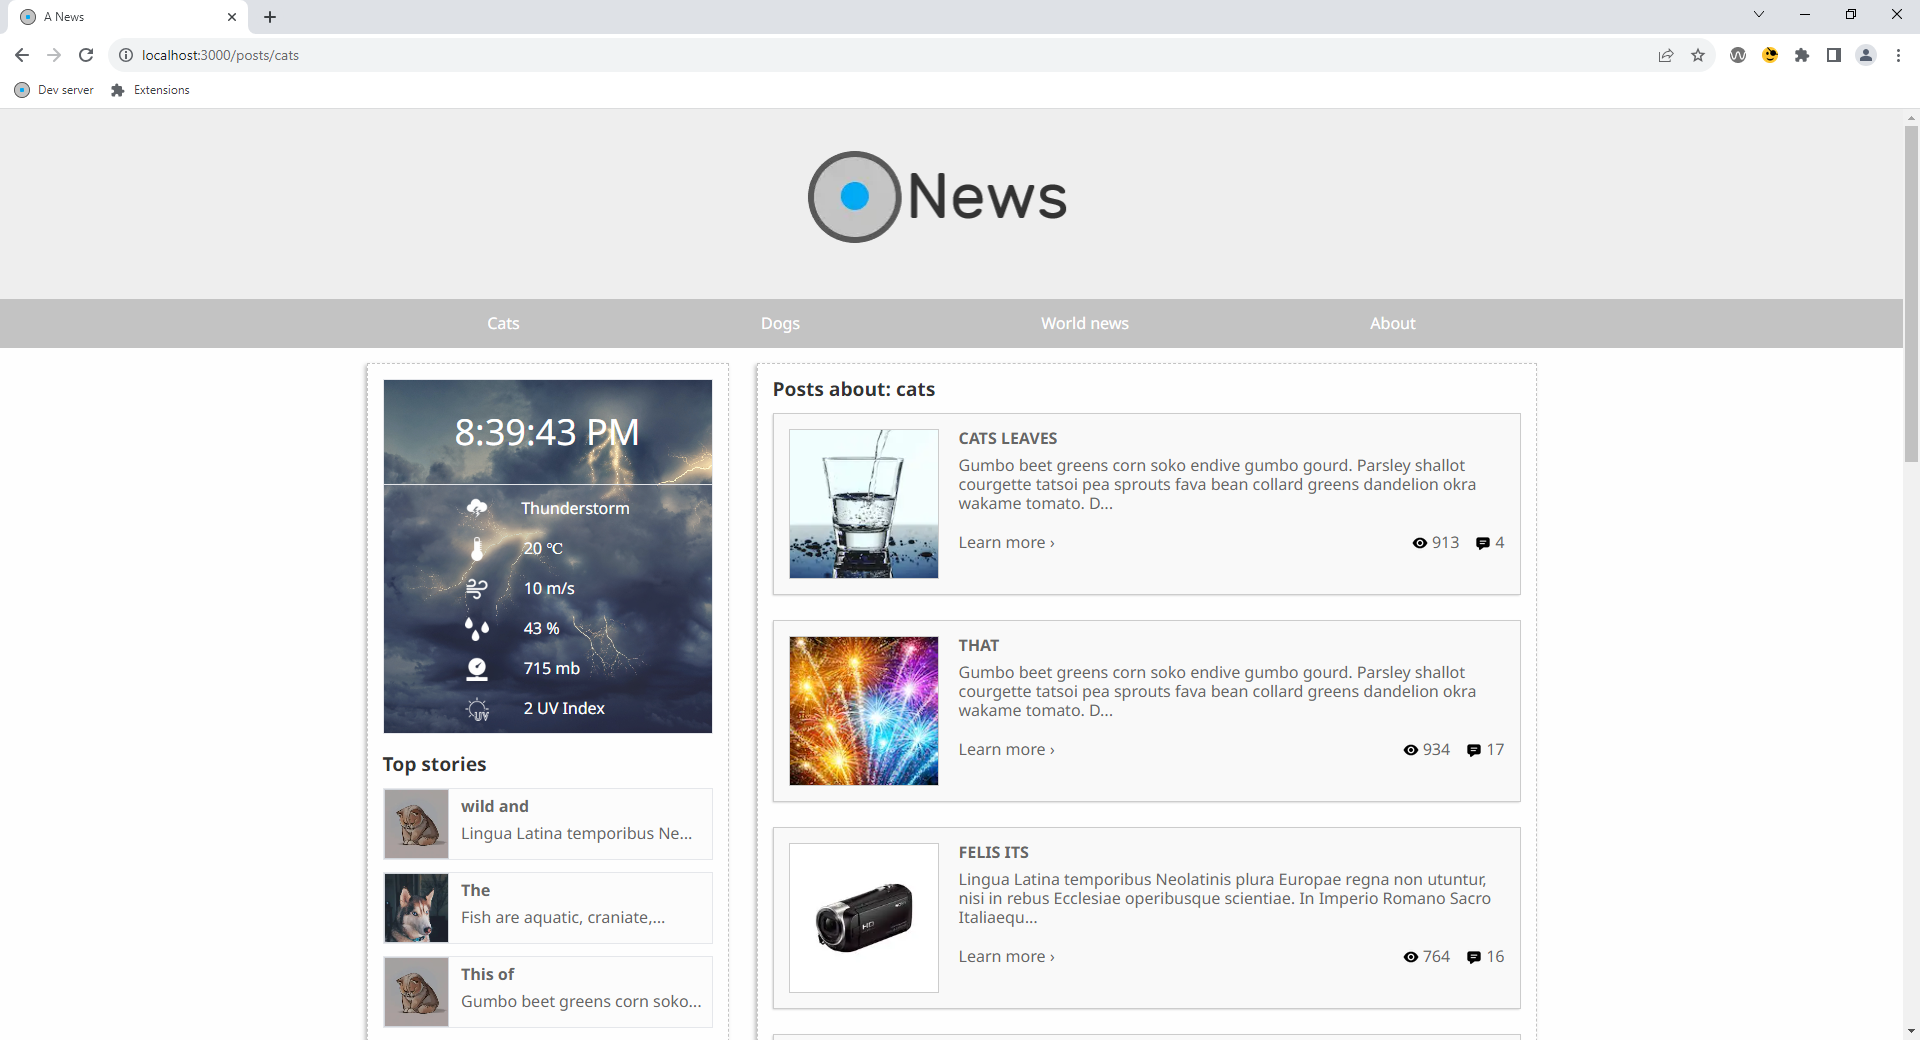 A News
localhost:3000/posts/cats
Dev server
Extensions
News
Cats
Dogs
World news
About
8:39:43 PM
Thunderstorm
20 ℃
10 m/s
43 %
715 mb
UV
2 UV Index
Top stories
wild and
Lingua Latina temporibus Ne...
The
Fish are aquatic, craniate,...
This of
Gumbo beet greens corn soko...
Posts about: cats
CATS LEAVES
Gumbo beet greens corn soko endive gumbo gourd. Parsley shallot
courgette tatsoi pea sprouts fava bean collard greens dandelion okra
wakame tomato. D...
Learn more ›
913
4
THAT
Gumbo beet greens corn soko endive gumbo gourd. Parsley shallot
courgette tatsoi pea sprouts fava bean collard greens dandelion okra
wakame tomato. D...
Learn more ›
934
17
FELIS ITS
Lingua Latina temporibus Neolatinis plura Europae regna non utuntur,
nisi in rebus Ecclesiae operibusque scientiae. In Imperio Romano Sacro
Italiaequ...
Learn more ›
764
16
HD